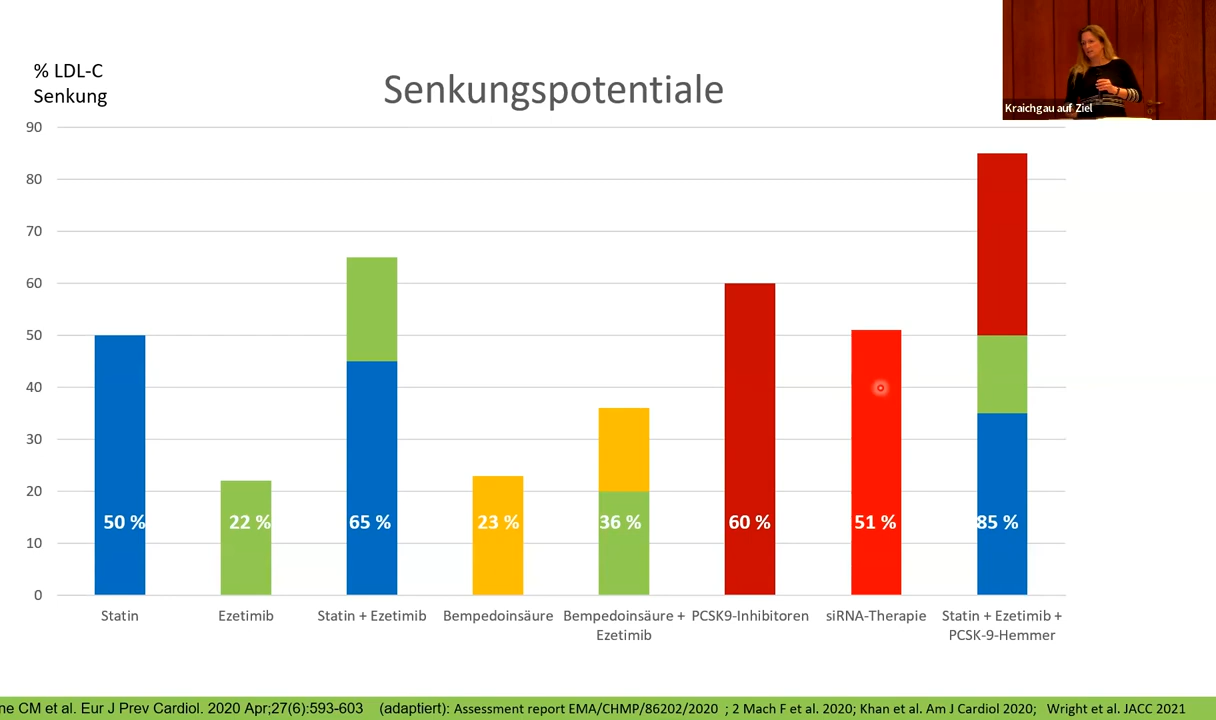 % LDL-C
Senkung
Senkungspotentiale
Kraichgau auf Ziel
90
80
70
60
50
40
30
20
10
0
50 %
22 %
65 %
23 %
36 %
60 %
51 %
85 %
Statin
Ezetimib
Statin + Ezetimib
Bempedoinsäure
Bempedoinsäure +
Ezetimib
PCSK9-Inhibitoren
siRNA-Therapie
Statin + Ezetimib +
PCSK-9-Hemmer
CM et al. Eur J Prev Cardiol. 2020 Apr;27(6):593-603 (adaptiert): Assessment report EMA/CHMP/86202/2020 ; 2 Mach F et al. 2020; Khan et al. Am J Cardiol 2020; Wright et al. JACC 2021